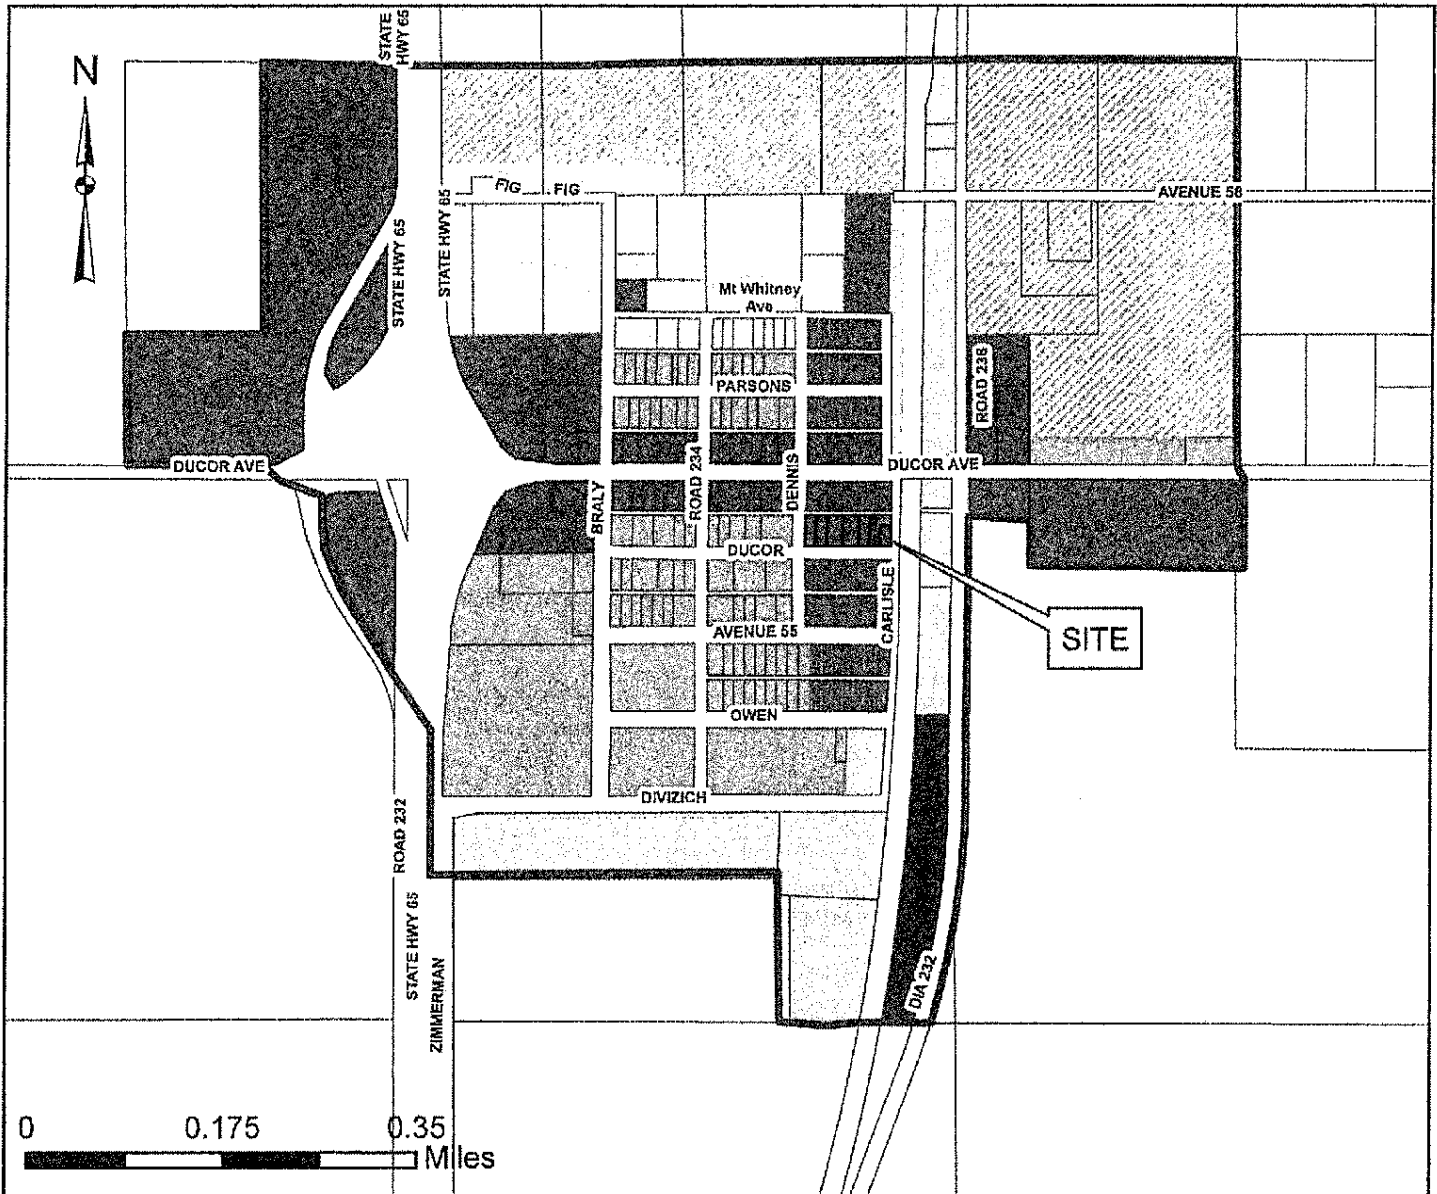 STATE
HWY 65
N
FIG
FIG
AVENUE 56
STATE HWY 65
STATE HWY 65
Mt Whitney
Ave
PARSONS
ROAD 236
DUCOR AVE
ROAD 234
DENNIS
DUCOR AVE
BRALY
DUCOR
CARLISLE
AVENUE 55
SITE
OWEN
DIVIZICH
ROAD 232
STATE HWY 65
ZIMMERMAN
DIA 232
0 0.175 0.35
Miles